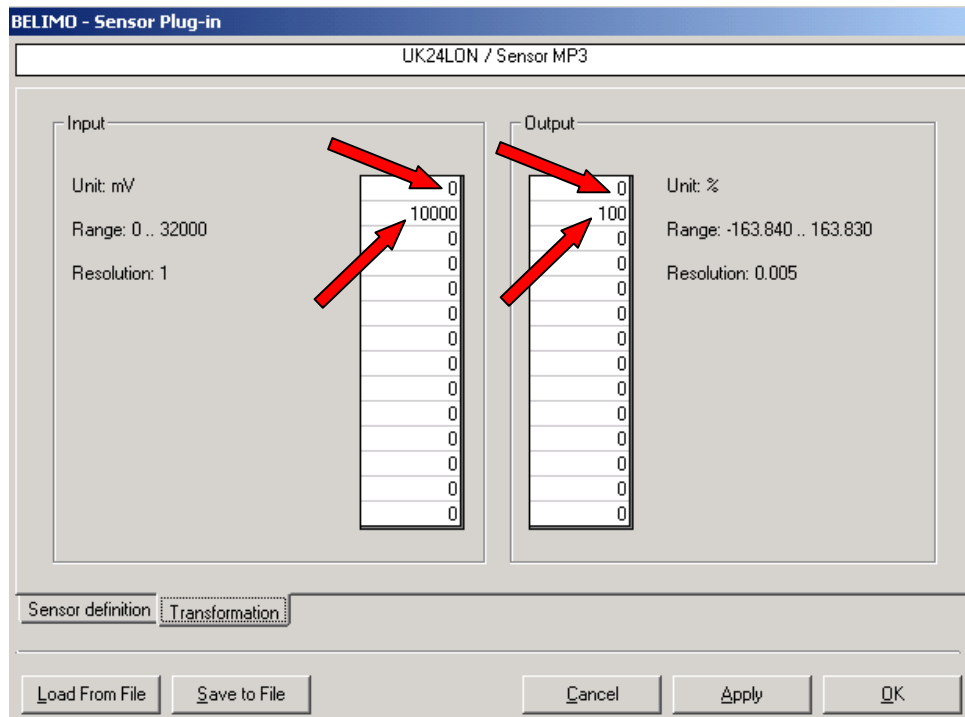 BELIMO - Sensor Plug-in
UK24LON / Sensor MP3
Input
Unit: mV
Range: 0 .. 32000
Resolution: 1
0
10000
0
0
0
0
0
0
0
0
0
0
0
0
Output
0
100
0
0
0
0
0
0
0
0
0
0
0
0
Unit: %
Range: -163.840 .. 163.830
Resolution: 0.005
Sensor definition
Transformation
Load From File
Save to File
Cancel
Apply
OK